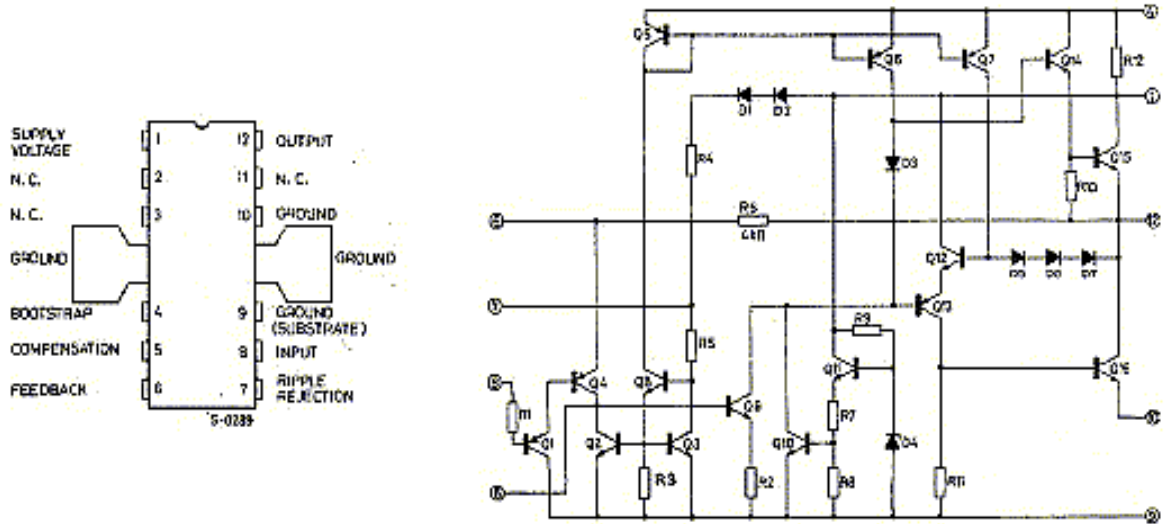 SUPPLY VOLTAGE
1
12
OUTPUT
N.C.
2
11
N.C.
N.C.
3
10
GROUND
GROUND
GROUND
BOOTSTRAP
4
9
GROUND (SUBSTRATE)
COMPENSATION
5
8
INPUT
FEEDBACK
6
7
RIPPLE REJECTION
S-0289
Q5
Q6
Q7
Q14
R12
D1
D2
R4
D3
Q15
R5
4kΩ
Q12
D7
Q13
R9
Q4
Q11
Q16
Q9
R7
Q1
Q2
Q3
Q10
D4
R3
R2
R8
R11